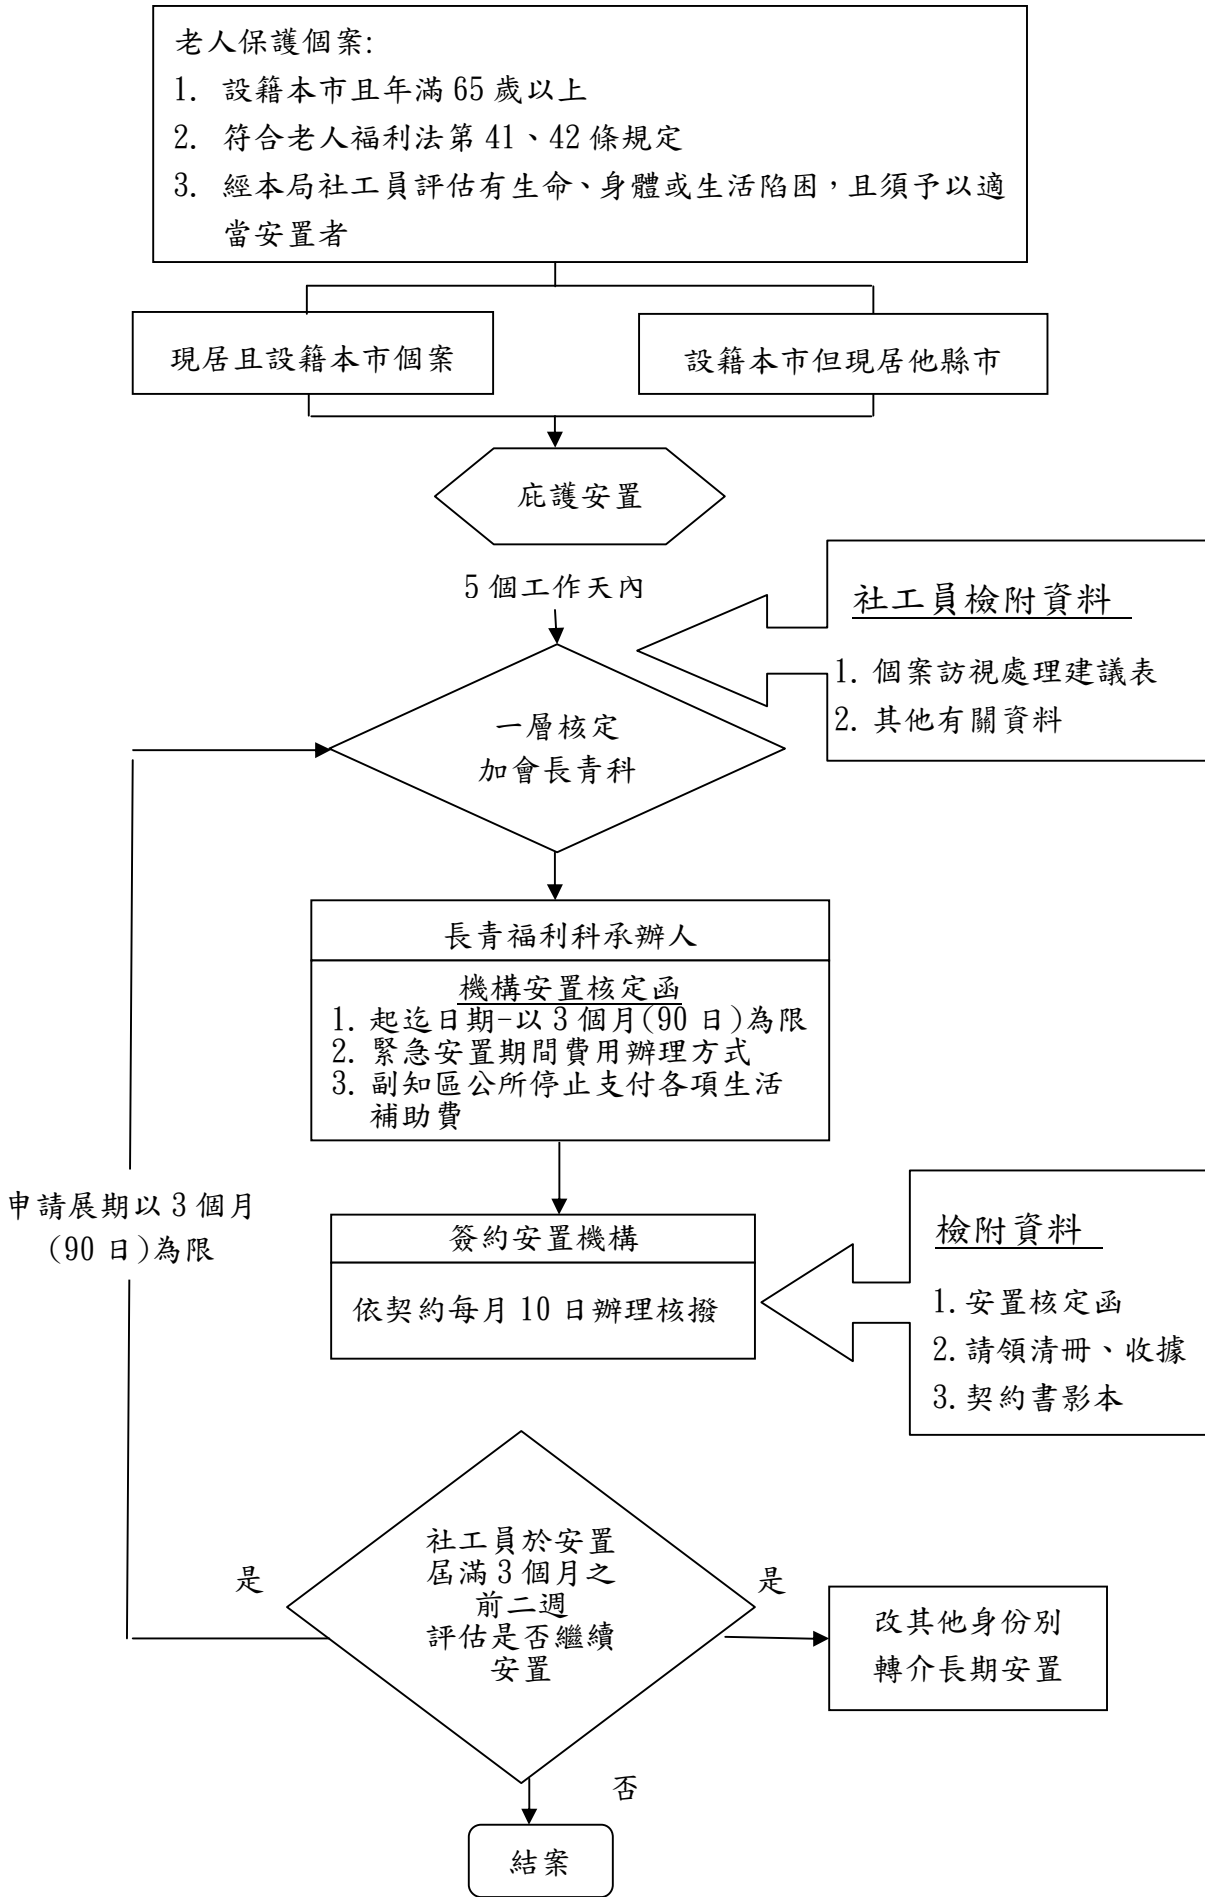 老人保護個案:
1. 設籍本市且年滿 65 歲以上
2. 符合老人福利法第 41、42 條規定
3. 經本局社工員評估有生命、身體或生活陷困，且須予以適
當安置者
現居且設籍本市個案
設籍本市但現居他縣市
庇護安置
5 個工作天內
社工員檢附資料
1. 個案訪視處理建議表
2. 其他有關資料
一層核定
加會長青科
長青福利科承辦人
機構安置核定函
1. 起迄日期-以 3 個月(90 日)為限
2. 緊急安置期間費用辦理方式
3. 副知區公所停止支付各項生活
補助費
申請展期以 3 個月
(90 日)為限
簽約安置機構
依契約每月 10 日辦理核撥
檢附資料
1. 安置核定函
2. 請領清冊、收據
3. 契約書影本
社工員於安置
屆滿 3 個月之
前二週
評估是否繼續
安置
是
是
改其他身份別
轉介長期安置
否
結案